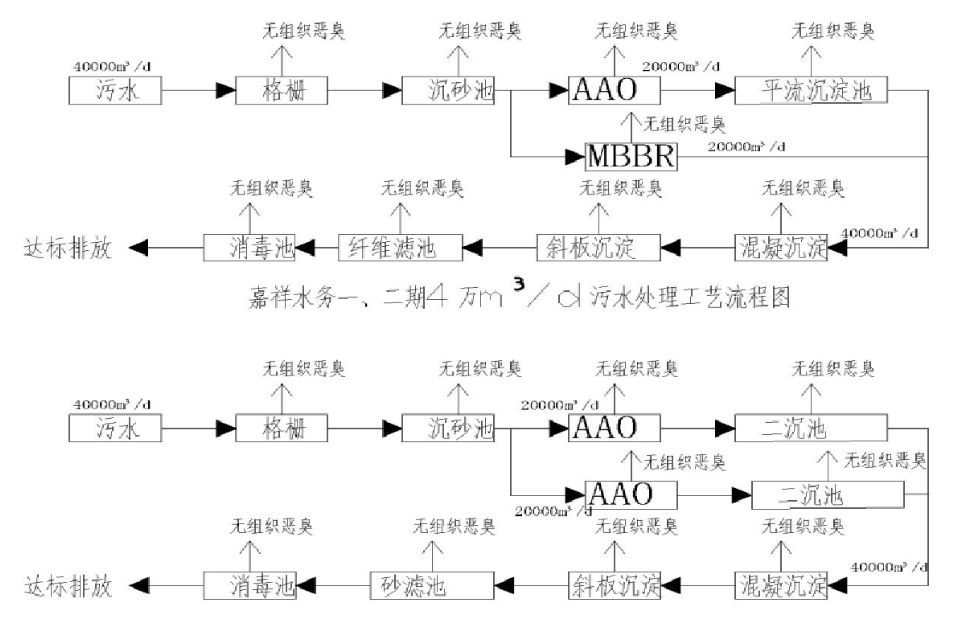 无组织恶臭 无组织恶臭 无组织恶臭 无组织恶臭
40000m³/d 20000m³/d
污水 格栅 沉砂池 AAO 平流沉淀池
无组织恶臭
MBBR 20000m³/d
无组织恶臭 无组织恶臭 无组织恶臭 无组织恶臭
40000m³/d
达标排放 消毒池 纤维滤池 斜板沉淀 混凝沉淀
嘉祥水务一、二期4万m³/d污水处理工艺流程图
无组织恶臭 无组织恶臭 无组织恶臭 无组织恶臭
40000m³/d 20000m³/d
污水 格栅 沉砂池 AAO 二沉池
无组织恶臭 无组织恶臭
AAO 二沉池
20000m³/d
无组织恶臭 无组织恶臭 无组织恶臭 无组织恶臭
40000m³/d
达标排放 消毒池 砂滤池 斜板沉淀 混凝沉淀